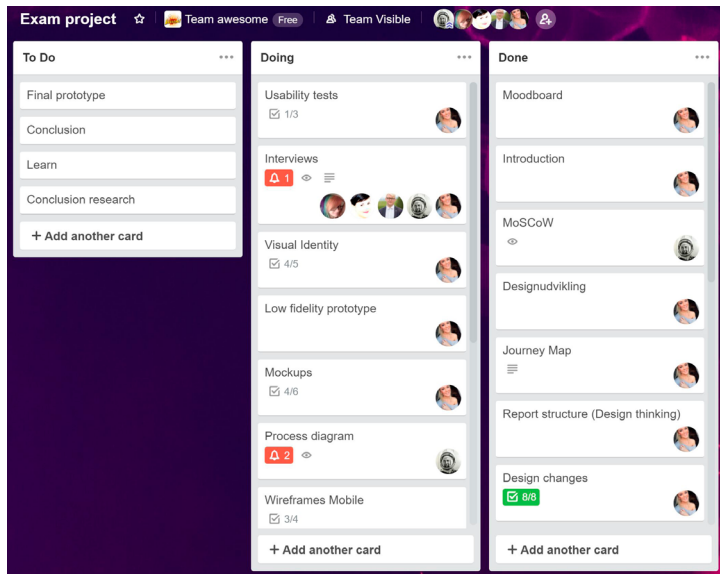 Exam project
Team awesome Free
Team Visible
To Do
Final prototype
Conclusion
Learn
Conclusion research
+ Add another card
Doing
Usability tests
1/3
Interviews
1
Visual Identity
4/5
Low fidelity prototype
Mockups
4/6
Process diagram
2
Wireframes Mobile
3/4
+ Add another card
Done
Moodboard
Introduction
MoSCoW
Designudvikling
Journey Map
Report structure (Design thinking)
Design changes
8/8
+ Add another card